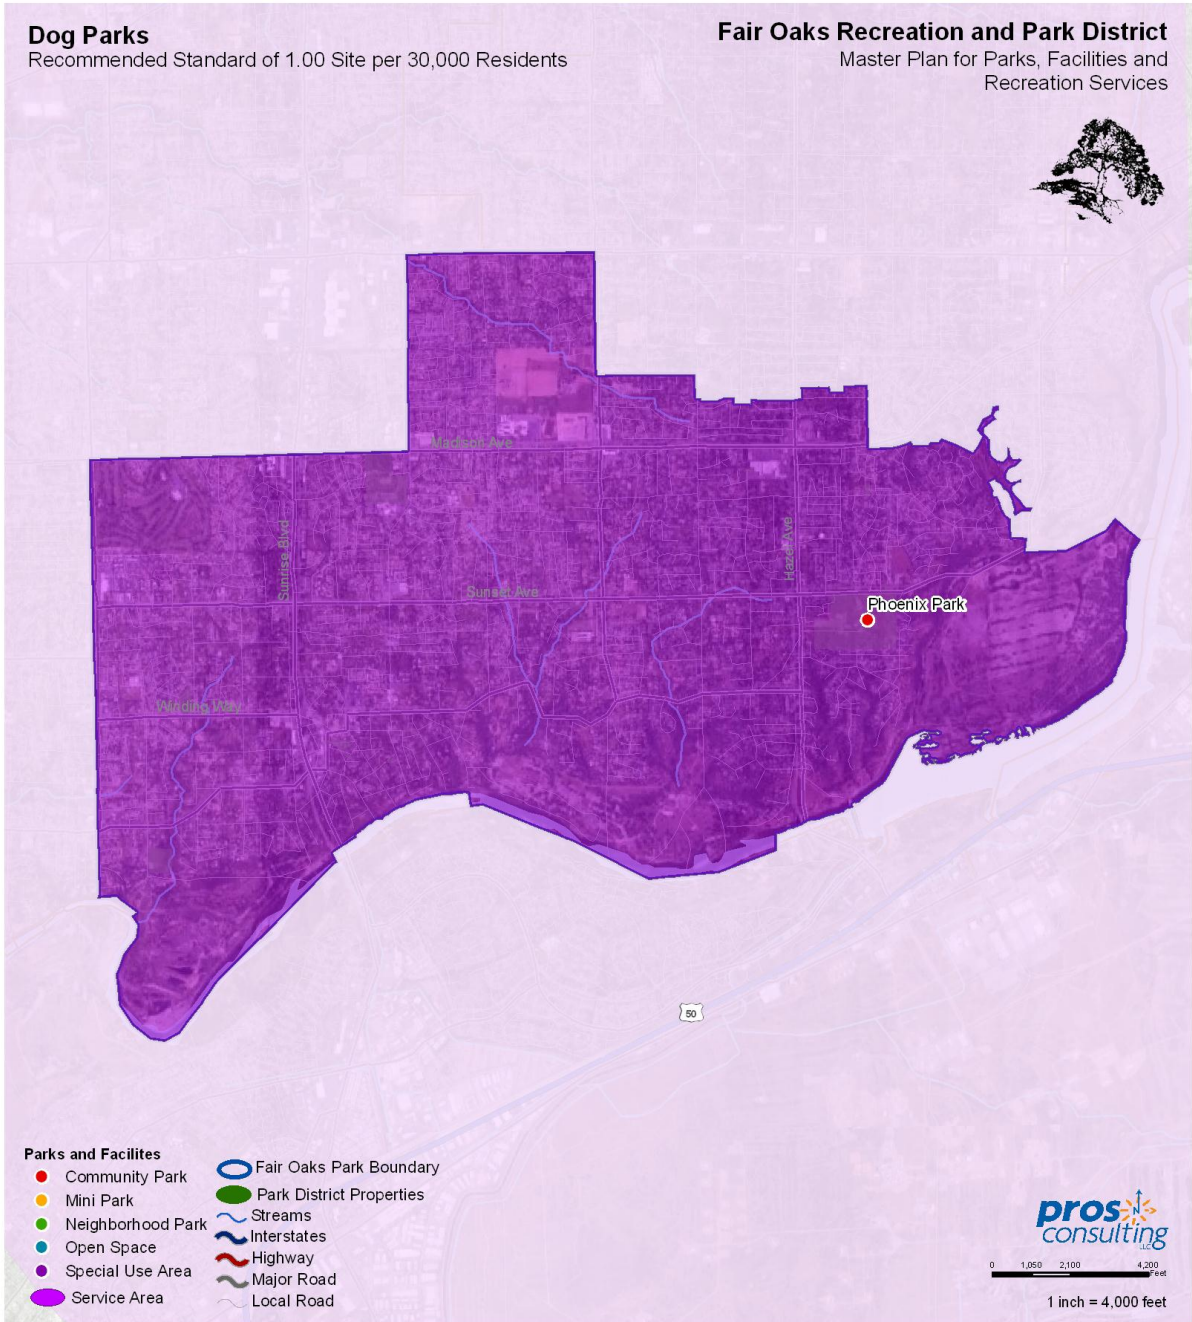 Dog Parks
Recommended Standard of 1.00 Site per 30,000 Residents
Fair Oaks Recreation and Park District
Master Plan for Parks, Facilities and
Recreation Services
Madison Ave
Sunrise Blvd
Hazel Ave
Sunset Ave
Phoenix Park
Winding Way
50
Parks and Facilites
Community Park
Mini Park
Neighborhood Park
Open Space
Special Use Area
Service Area
Fair Oaks Park Boundary
Park District Properties
Streams
Interstates
Highway
Major Road
Local Road
pros
consulting
LLC
N
0 1,050 2,100 4,200
Feet
1 inch = 4,000 feet